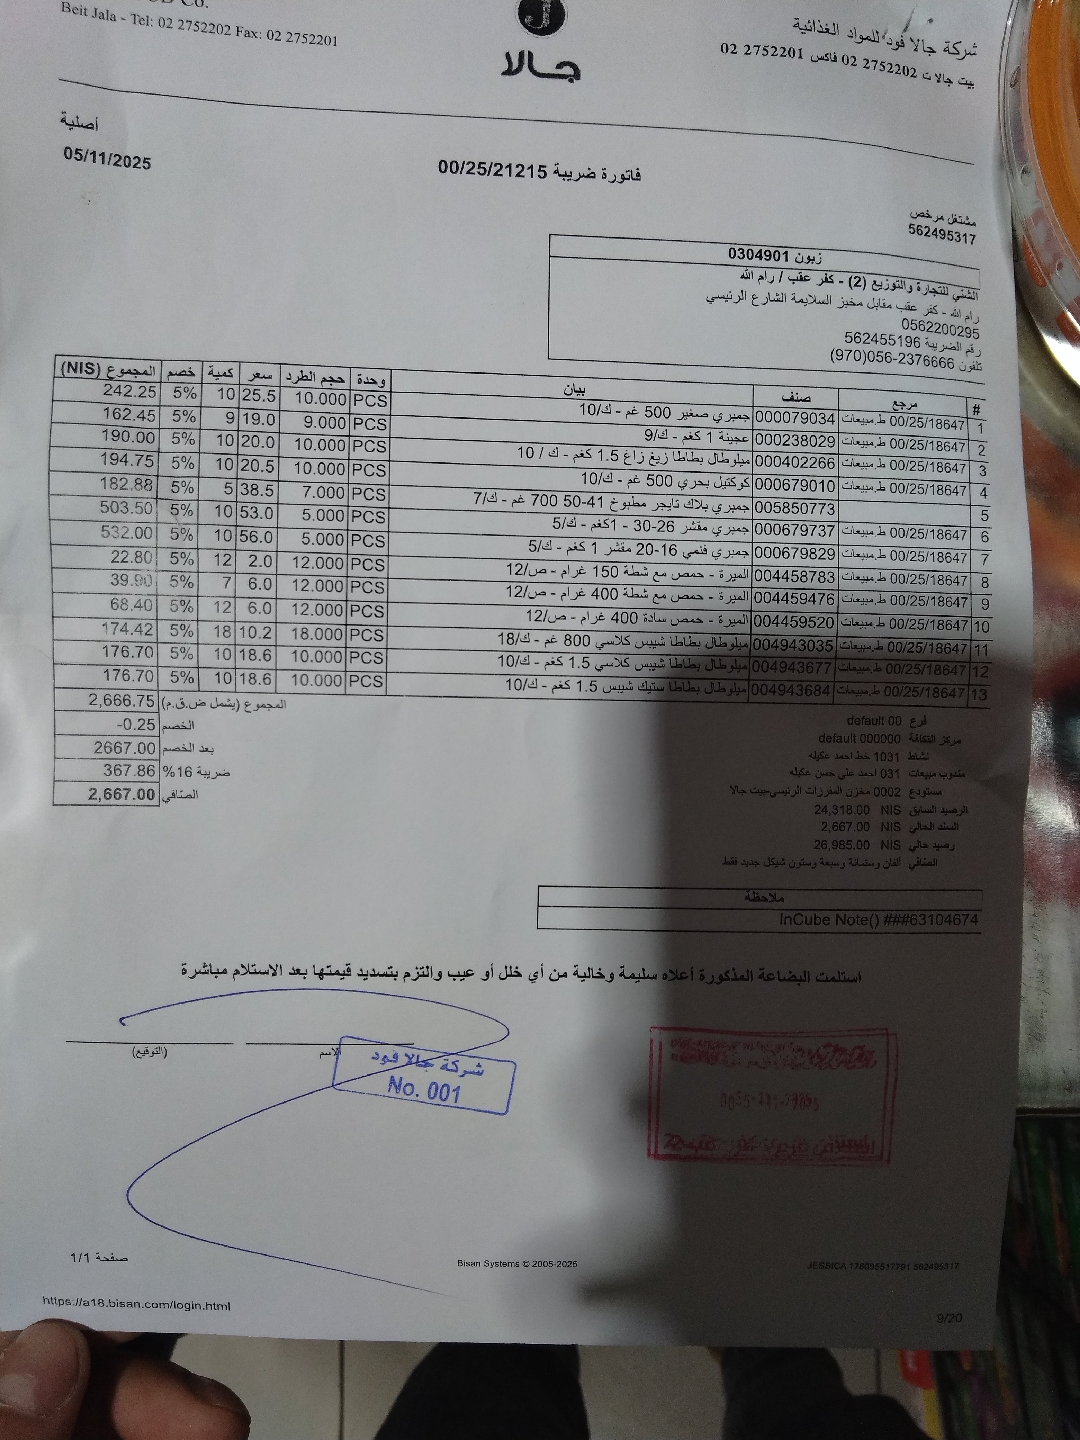 Co.
Beit Jala - Tel: 02 2752202 Fax: 02 2752201
J
جالا
شركة جالا فود للمواد الغذائية
بيت جالا ت 2752202 02 فاكس 2752201 02
أصلية
05/11/2025
فاتورة ضريبة 00/25/21215
مشتغل مرخص
562495317
زبون 0304901
الشني للتجارة والتوزيع (2) - كفر عقب / رام الله
رام الله - كفر عقب مقابل مخبز السلايمة الشارع الرئيسي
0562200295
رقم الضريبة 562455196
تلفون 2376666-056(970)
# مرجع صنف بيان وحدة حجم الطرد سعر كمية خصم المجموع (NIS)
1 00/25/18647 ط.مبيعات 000079034 جمبري صغير 500 غم - ك/10 PCS 10.000 25.5 10 5% 242.25
2 00/25/18647 ط.مبيعات 000238029 عجينة 1 كغم - ك/9 PCS 9.000 19.0 9 5% 162.45
3 00/25/18647 ط.مبيعات 000402266 ميلوطال بطاطا زيغ زاغ 1.5 كغم - ك / 10 PCS 10.000 20.0 10 5% 190.00
4 00/25/18647 ط.مبيعات 000679010 كوكتيل بحري 500 غم - ك/10 PCS 10.000 20.5 10 5% 194.75
5 005850773 جمبري بلاك تايجر مطبوخ 41-50 700 غم - ك/7 PCS 7.000 38.5 5 5% 182.88
6 00/25/18647 ط.مبيعات 000679737 جمبري مقشر 26-30 - 1كغم - ك/5 PCS 5.000 53.0 10 5% 503.50
7 00/25/18647 ط.مبيعات 000679829 جمبري فنمي 16-20 مقشر 1 كغم - ك/5 PCS 5.000 56.0 10 5% 532.00
8 00/25/18647 ط.مبيعات 004458783 الميرة - حمص مع شطة 150 غرام - ص/12 PCS 12.000 2.0 12 5% 22.80
9 00/25/18647 ط.مبيعات 004459476 الميرة - حمص مع شطة 400 غرام - ص/12 PCS 12.000 6.0 7 5% 39.90
10 00/25/18647 ط.مبيعات 004459520 الميرة - حمص سادة 400 غرام - ص/12 PCS 12.000 6.0 12 5% 68.40
11 00/25/18647 ط.مبيعات 004943035 ميلوطال بطاطا شيبس كلاسي 800 غم - ك/18 PCS 18.000 10.2 18 5% 174.42
12 00/25/18647 ط.مبيعات 004943677 ميلوطال بطاطا شيبس كلاسي 1.5 كغم - ك/10 PCS 10.000 18.6 10 5% 176.70
13 00/25/18647 ط.مبيعات 004943684 ميلوطال بطاطا ستيك شيبس 1.5 كغم - ك/10 PCS 10.000 18.6 10 5% 176.70
المجموع (يشمل ض.ق.م) 2,666.75
الخصم -0.25
بعد الخصم 2667.00
ضريبة 16% 367.86
الصافي 2,667.00
فرع 00 default
مركز التكلفة 000000 default
نشاط 1031 خط احمد عكيله
مندوب مبيعات 031 احمد علي حسن عكيله
مستودع 0002 مخزن المفرزات الرئيسي-بيت جالا
الرصيد السابق NIS 24,318.00
السند الحالي NIS 2,667.00
رصيد حالي NIS 26,985.00
الصافي ألفان وستمائة وسبعة وستون شيكل جديد فقط
ملاحظة
InCube Note() ###63104674
استلمت البضاعة المذكورة أعلاه سليمة وخالية من أي خلل أو عيب والتزم بتسديد قيمتها بعد الاستلام مباشرة
الاسم
(التوقيع)
شركة جالا فود
No. 001
صفحة 1/1
Bisan Systems © 2005-2025
JESSICA 176095517791 562495317
https://a18.bisan.com/login.html
9/20